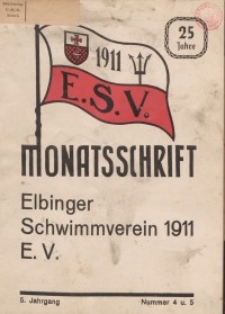 1911
E.S.V.
25
Jahre
MONATSSCHRIFT
Elbinger
Schwimmverein 1911
E. V.
5. Jahrgang Nummer 4 u. 5